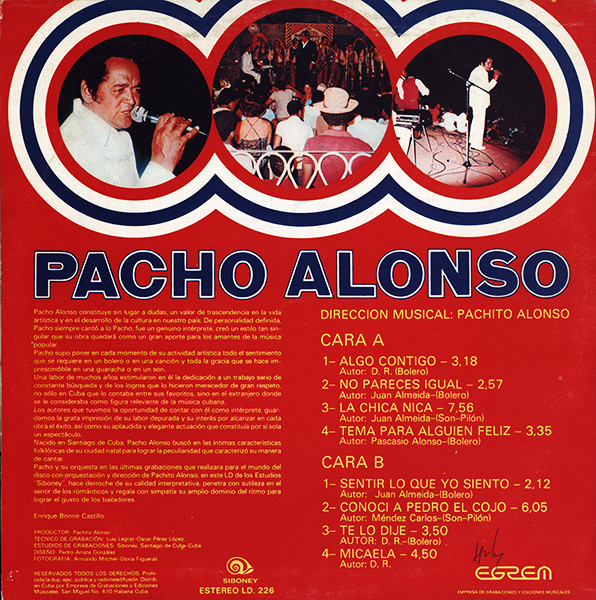 PACHO ALONSO
Pacho Alonso constituye sin lugar a dudas, un valor de trascendencia en la vida
artística y en el desarrollo de la cultura en nuestro país. De personalidad definida,
Pacho siempre cantó a lo Pacho, fue un genuino intérprete, creó un estilo tan sin-
gular que su obra quedará como un gran aporte para los amantes de la música
popular.
Pacho supo poner en cada momento de su actividad artística todo el sentimiento
que se requiere en un bolero o en una canción y toda la gracia que se hace im-
prescindible en una guaracha o en un son.
Una labor de muchos años estimularon en él la dedicación a un trabajo serio de
constante búsqueda y de los logros que lo hicieron merecedor de gran respeto,
no sólo en Cuba que lo contaba entre sus favoritos, sino en el extranjero donde
se le consideraba como figura relevante de la música cubana.
Los autores que tuvimos la oportunidad de contar con él como intérprete, guar-
damos la grata impresión de su labor depurada y su interés por alcanzar en cada
obra el éxito, así como su aplaudida y elegante actuación que constituía por sí sola
un espectáculo.
Nacido en Santiago de Cuba, Pacho Alonso buscó en las íntimas características
folklóricas de su ciudad natal para lograr la peculiaridad que caracterizó su manera
de cantar.
Pacho y su orquesta en las últimas grabaciones que realizara para el mundo del
disco con orquestación y dirección de Pachito Alonso, en este LD de los Estudios
"Siboney", hace derroche de su calidad interpretativa, penetra con sutileza en el
sentir de los románticos y regala con simpatía su amplio dominio del ritmo para
lograr el gusto de los bailadores.
Enrique Bonne Castillo.
PRODUCTOR: Pachito Alonso
TECNICO DE GRABACION: Luis Legrat-Oscar Pérez López
ESTUDIOS DE GRABACIONES: Siboney, Santiago de Cuba-Cuba
DISEÑO: Pedro Arrate González
FOTOGRAFIA: Armando Mitchel-Gloria Figueras
RESERVADOS TODOS LOS DERECHOS. Prohi-
bida la dup. ejec. pública y radioreedifusión. Distrib.
en Cuba por Empresa de Grabaciones y Ediciones
Musicales. San Miguel No. 410 Habana Cuba.
SIBONEY
ESTEREO LD. 226
DIRECCION MUSICAL: PACHITO ALONSO
CARA A
1- ALGO CONTIGO - 3,18
Autor: D. R. (Bolero)
2- NO PARECES IGUAL - 2,57
Autor: Juan Almeida-(Bolero)
3- LA CHICA NICA - 7,56
Autor: Juan Almeida-(Son-Pilón)
4- TEMA PARA ALGUIEN FELIZ - 3,35
Autor: Pascasio Alonso-(Bolero)
CARA B
1- SENTIR LO QUE YO SIENTO - 2,12
Autor: Juan Almeida-(Bolero)
2- CONOCI A PEDRO EL COJO - 6,05
Autor: Méndez Carlos-(Son-Pilón)
3- TE LO DIJE - 3,50
AUTOR: D. R.-(Bolero)
4- MICAELA - 4,50
Autor: D. R.
EGREM
EMPRESA DE GRABACIONES Y EDICIONES MUSICALES